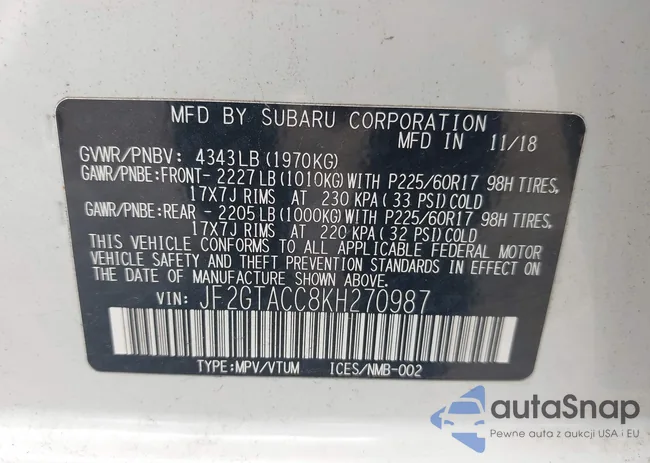 MFD BY SUBARU CORPORATION
MFD IN 11/18
GVWR/PNBV: 4343LB (1970KG)
GAWR/PNBE:FRONT- 2227LB(1010KG)WITH P225/60R17 98H TIRES,
17X7J RIMS AT 230 KPA(33 PSI)COLD
GAWR/PNBE:REAR - 2205LB(1000KG)WITH P225/60R17 98H TIRES,
17X7J RIMS AT 220 KPA(32 PSI)COLD
THIS VEHICLE CONFORMS TO ALL APPLICABLE FEDERAL MOTOR
VEHICLE SAFETY AND THEFT PREVENTION STANDARDS IN EFFECT
ON THE DATE OF MANUFACTURE SHOWN ABOVE.
VIN: JF2GTACC8KH270987
TYPE:MPV/VTUM ICES/NMB-002
autoSnap
Pewne auta z aukcji USA i EU